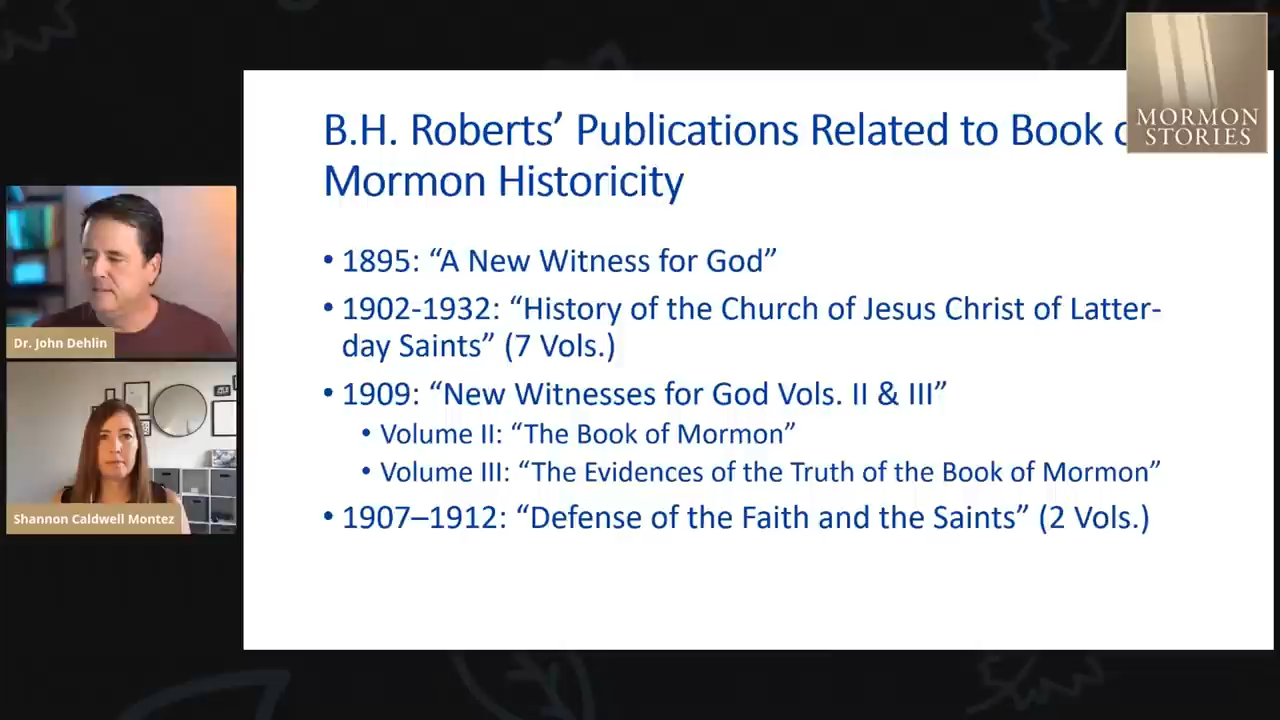 B.H. Roberts’ Publications Related to Book
Mormon Historicity
MORMON
STORIES
• 1895: “A New Witness for God”
• 1902-1932: “History of the Church of Jesus Christ of Latter-
day Saints” (7 Vols.)
• 1909: “New Witnesses for God Vols. II & III”
• Volume II: “The Book of Mormon”
• Volume III: “The Evidences of the Truth of the Book of Mormon”
• 1907–1912: “Defense of the Faith and the Saints” (2 Vols.)
Dr. John Dehlin
Shannon Caldwell Montez